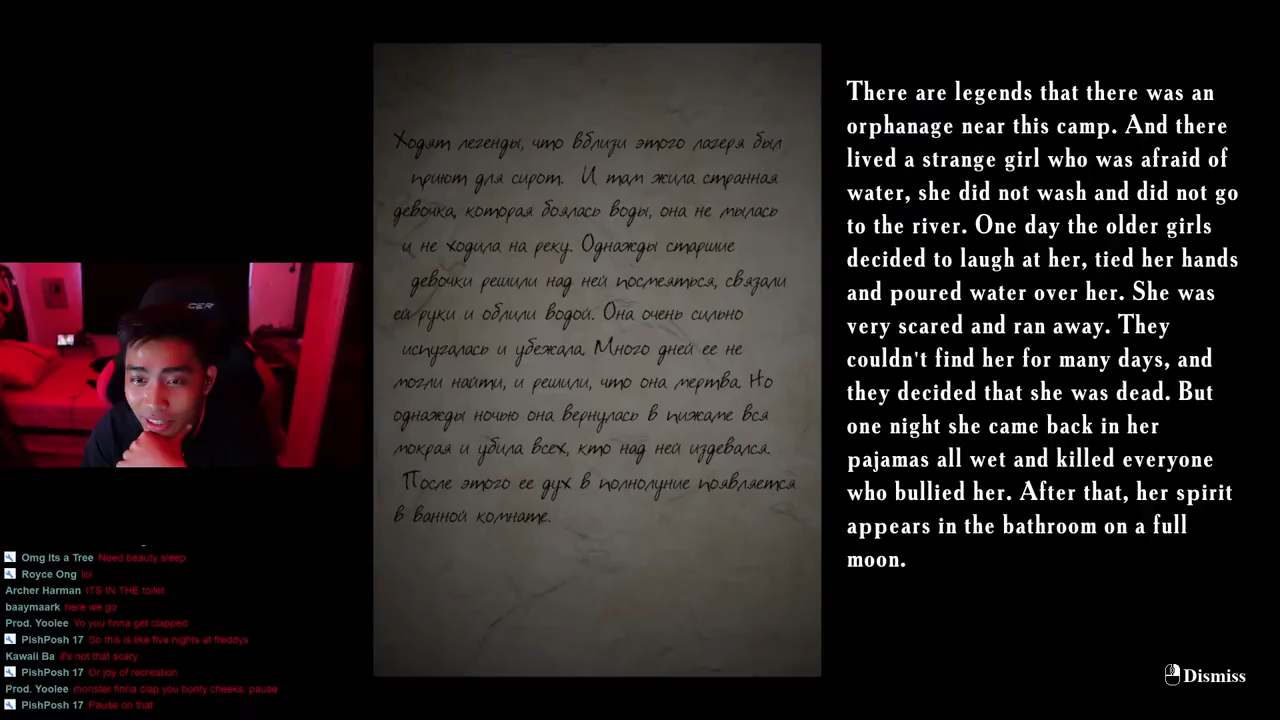 Ходят легенды, что вблизи этого лагеря был
приют для сирот. И там жила странная
девочка, которая боялась воды, она не мылась
и не ходила на реку. Однажды старшие
девочки решили над ней посмеяться, связали
ей руки и облили водой. Она очень сильно
испугалась и убежала. Много дней ее не
могли найти, и решили, что она мертва. Но
однажды ночью она вернулась в пижаме вся
мокрая и убила всех, кто над ней издевался.
После этого ее дух в полнолуние появляется
в ванной комнате.
There are legends that there was an
orphanage near this camp. And there
lived a strange girl who was afraid of
water, she did not wash and did not go
to the river. One day the older girls
decided to laugh at her, tied her hands
and poured water over her. She was
very scared and ran away. They
couldn't find her for many days, and
they decided that she was dead. But
one night she came back in her
pajamas all wet and killed everyone
who bullied her. After that, her spirit
appears in the bathroom on a full
moon.
CER
Omg its a Tree Need beauty sleep
Royce Ong lol
Archer Harman ITS IN THE toilet
baaymaark here we go
Prod. Yoolee Yo you finna get clapped
PishPosh 17 So this is like five nights at freddys
Kawaii Ba it's not that scary
PishPosh 17 Or joy of recreation
Prod. Yoolee monster finna clap you booty cheeks, pause
PishPosh 17 Pause on that
Dismiss